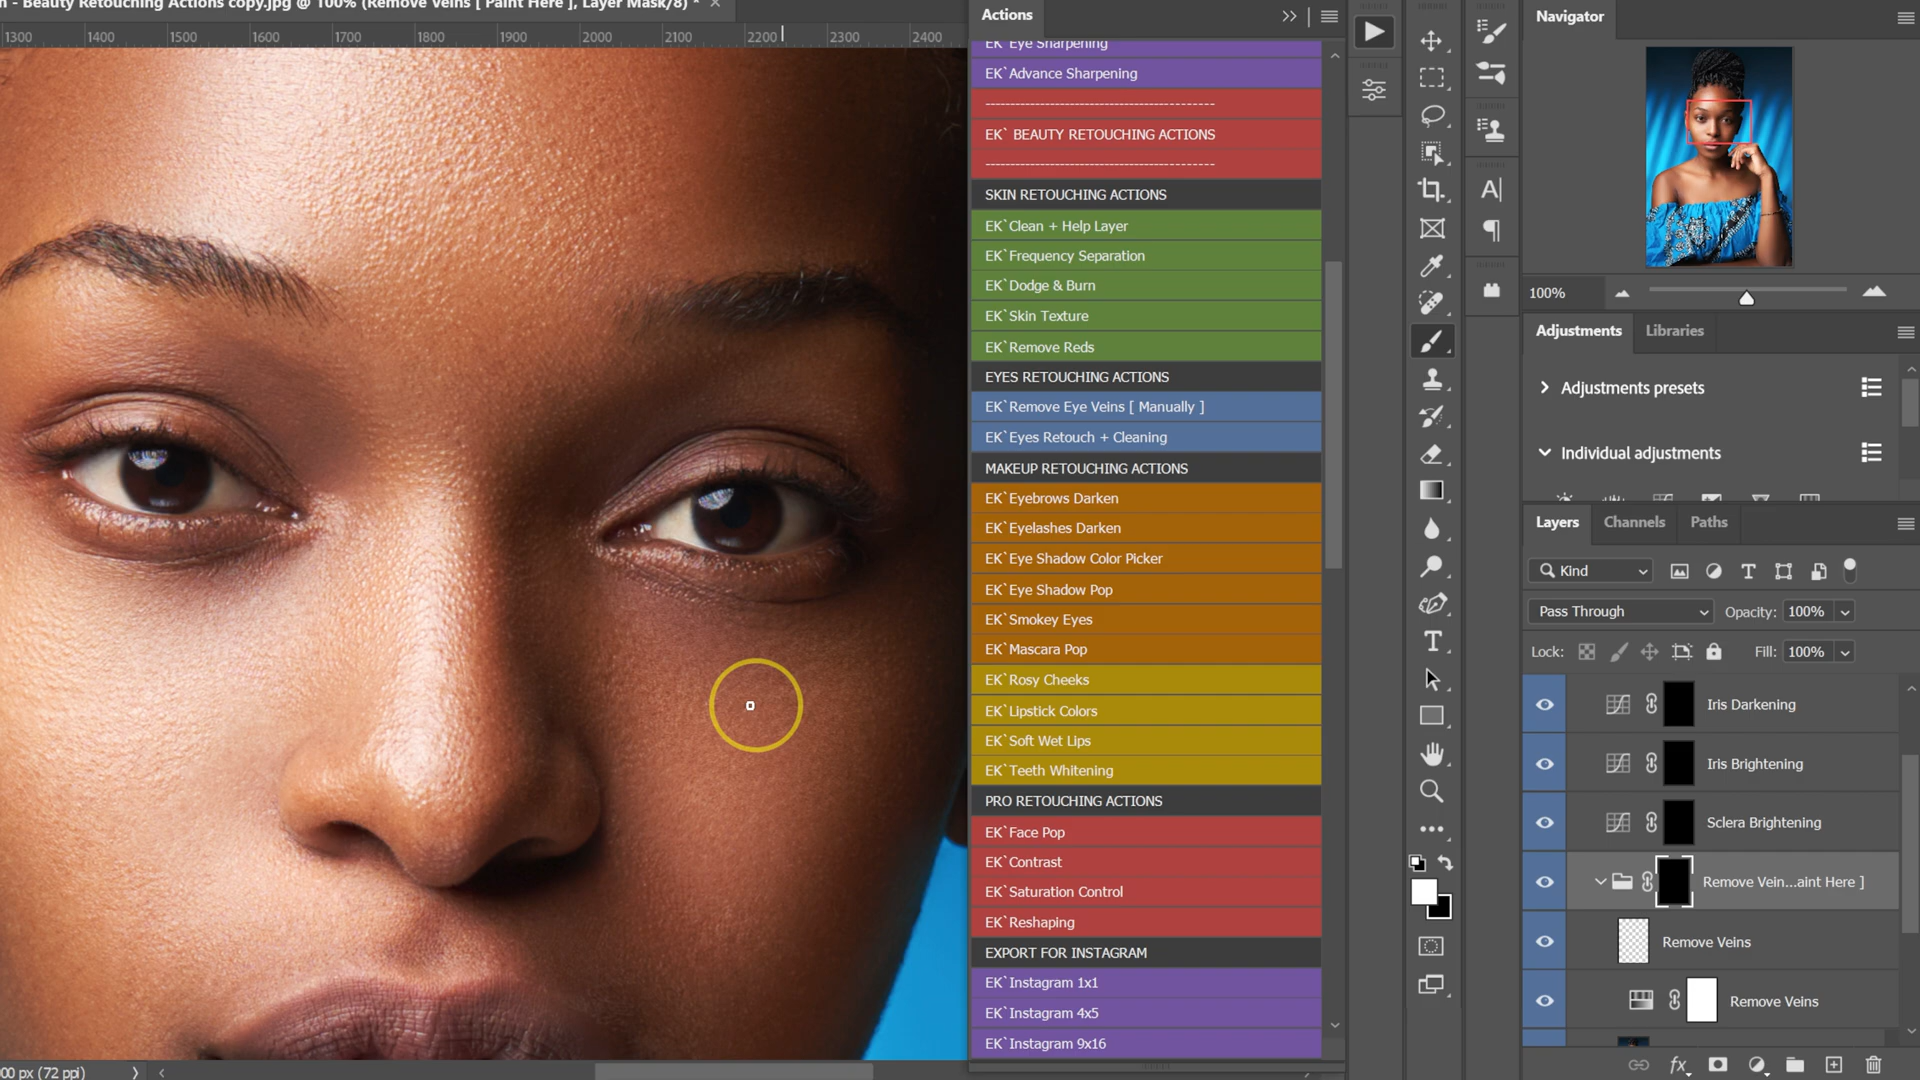 - Beauty Retouching Actions copy.jpg @ 100% (Remove Veins [ Paint Here ], Layer Mask/8) *
1300 1400 1500 1600 1700 1800 1900 2000 2100 2200 2300 2400
Actions
EK`Eye Sharpening
EK`Advance Sharpening
---------------------------------------------
EK` BEAUTY RETOUCHING ACTIONS
---------------------------------------------
SKIN RETOUCHING ACTIONS
EK`Clean + Help Layer
EK`Frequency Separation
EK`Dodge & Burn
EK`Skin Texture
EK`Remove Reds
EYES RETOUCHING ACTIONS
EK`Remove Eye Veins [ Manually ]
EK`Eyes Retouch + Cleaning
MAKEUP RETOUCHING ACTIONS
EK`Eyebrows Darken
EK`Eyelashes Darken
EK`Eye Shadow Color Picker
EK`Eye Shadow Pop
EK`Smokey Eyes
EK`Mascara Pop
EK`Rosy Cheeks
EK`Lipstick Colors
EK`Soft Wet Lips
EK`Teeth Whitening
PRO RETOUCHING ACTIONS
EK`Face Pop
EK`Contrast
EK`Saturation Control
EK`Reshaping
EXPORT FOR INSTAGRAM
EK`Instagram 1x1
EK`Instagram 4x5
EK`Instagram 9x16
Navigator
100%
Adjustments Libraries
Adjustments presets
Individual adjustments
Layers Channels Paths
Kind
Pass Through Opacity: 100%
Lock: Fill: 100%
Iris Darkening
Iris Brightening
Sclera Brightening
Remove Vein...aint Here ]
Remove Veins
Remove Veins
00 px (72 ppi)